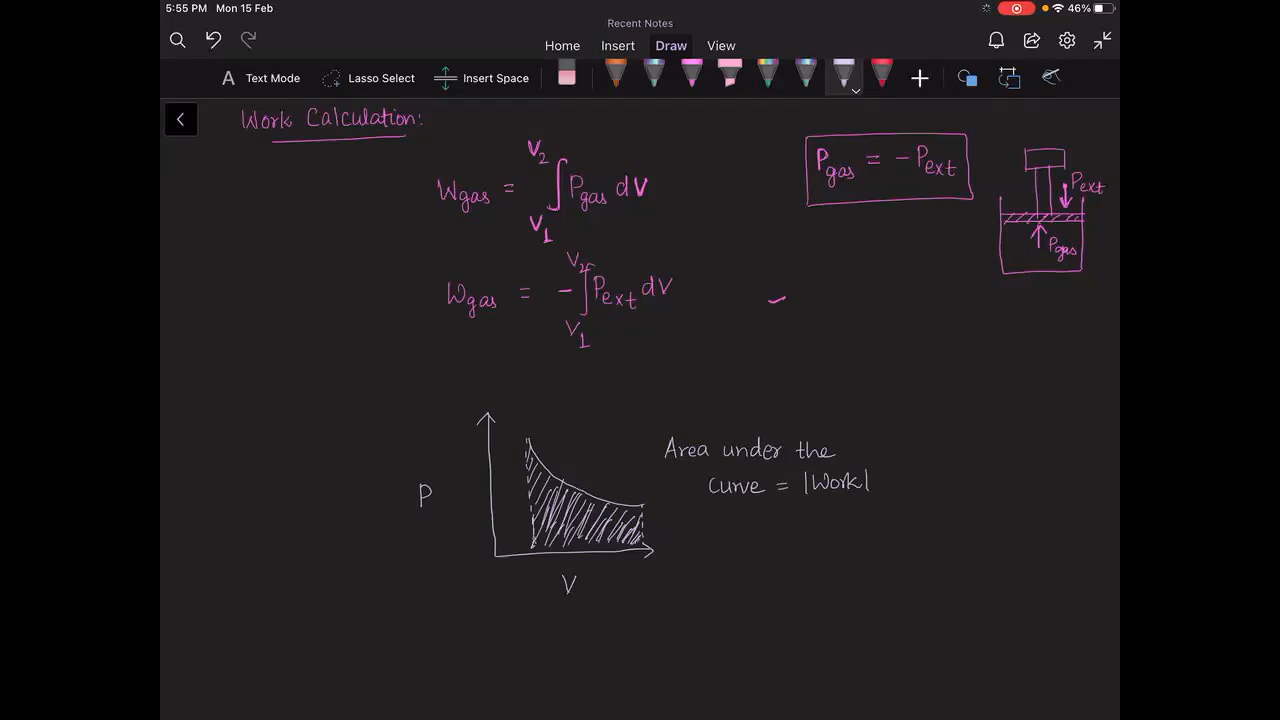 5:55 PM Mon 15 Feb
46%
Recent Notes
Home Insert Draw View
A Text Mode Lasso Select Insert Space
Work Calculation:
Wgas = ∫ V₁ V₂ Pgas dV
Pgas = - Pext
Pext
Pgas
Wgas = - ∫ V₁ V₂ Pext dV
Area under the
curve = |Work|
P
V